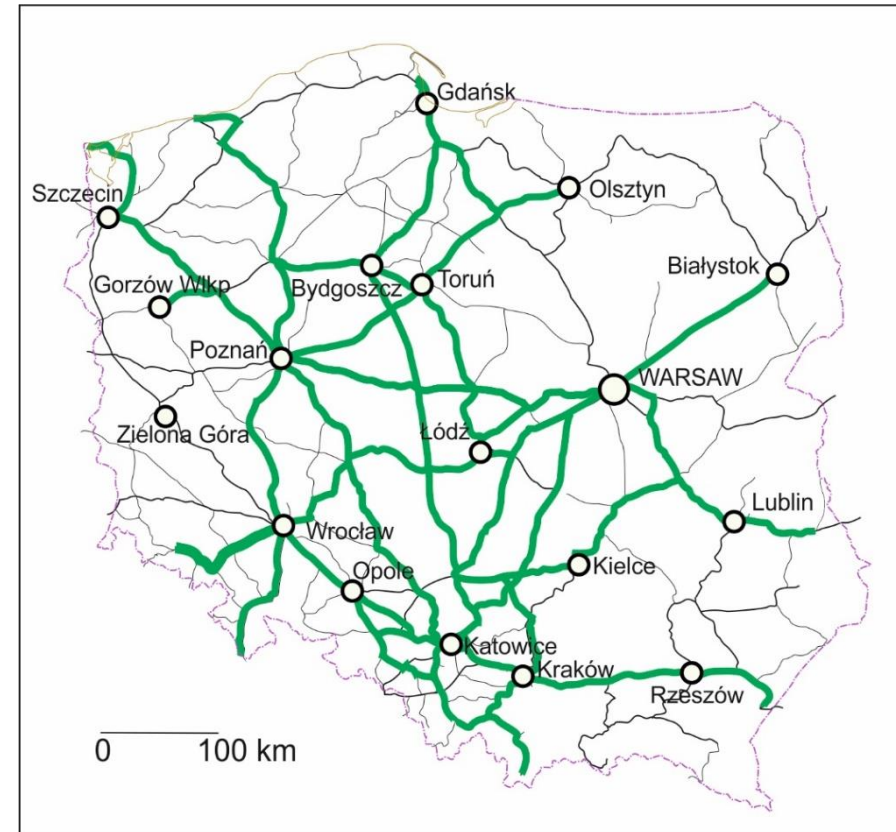 Gdańsk
Olsztyn
Szczecin
Białystok
Gorzów Wlkp
Bydgoszcz
Toruń
Poznań
WARSAW
Zielona Góra
Łódź
Lublin
Wrocław
Kielce
Opole
Katowice
Kraków
Rzeszów
0 100 km